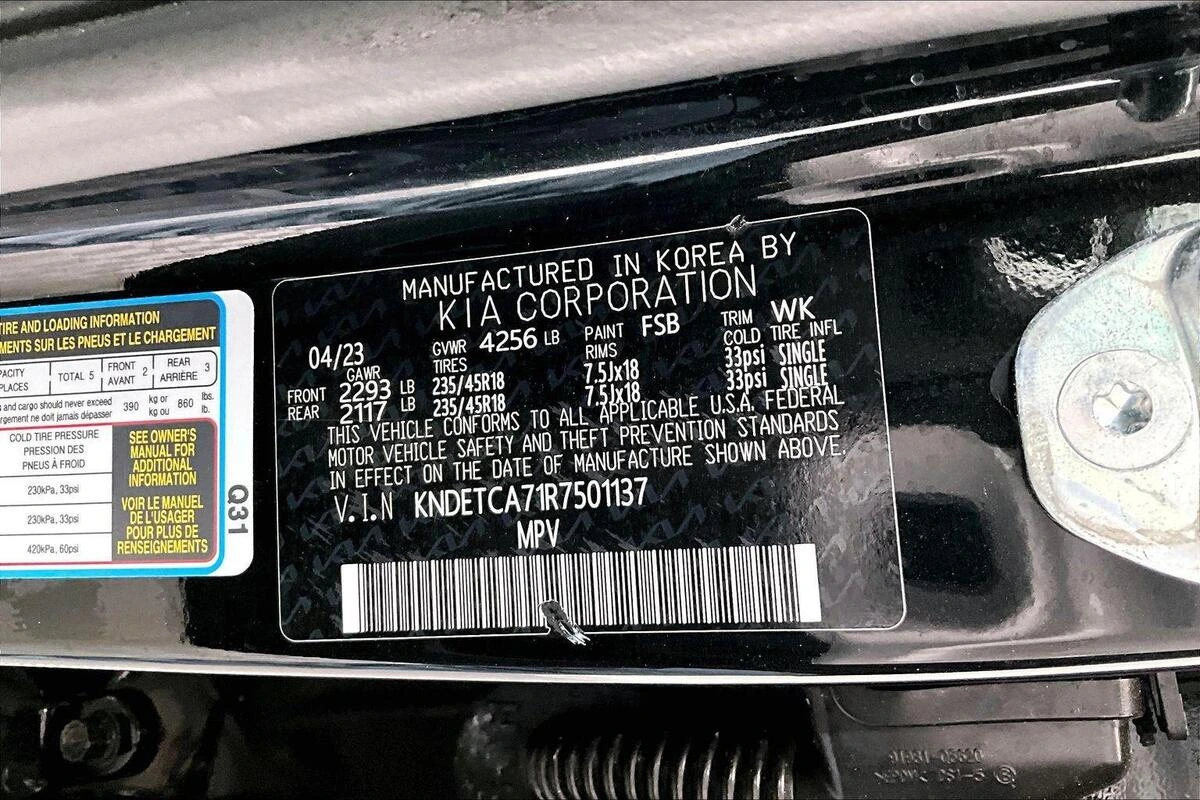 MANUFACTURED IN KOREA BY
KIA CORPORATION
04/23 GVWR 4256 LB PAINT FSB TRIM WK
GAWR TIRES RIMS COLD TIRE INFL
FRONT 2293 LB 235/45R18 7.5Jx18 33psi SINGLE
REAR 2117 LB 235/45R18 7.5Jx18 33psi SINGLE
THIS VEHICLE CONFORMS TO ALL APPLICABLE U.S.A. FEDERAL
MOTOR VEHICLE SAFETY AND THEFT PREVENTION STANDARDS
IN EFFECT ON THE DATE OF MANUFACTURE SHOWN ABOVE.
V.I.N KNDETCA71R7501137
MPV
TIRE AND LOADING INFORMATION
SUR LES PNEUS ET LE CHARGEMENT
TOTAL 5 FRONT AVANT 2 REAR ARRIÈRE 3
and cargo should never exceed 390 kg or 860 lbs.
ne doit jamais dépasser kg ou lb.
COLD TIRE PRESSURE
PRESSION DES
PNEUS À FROID
230kPa, 33psi
230kPa, 33psi
420kPa, 60psi
SEE OWNER'S
MANUAL FOR
ADDITIONAL
INFORMATION
VOIR LE MANUEL
DE L'USAGER
POUR PLUS DE
RENSEIGNEMENTS
Q31